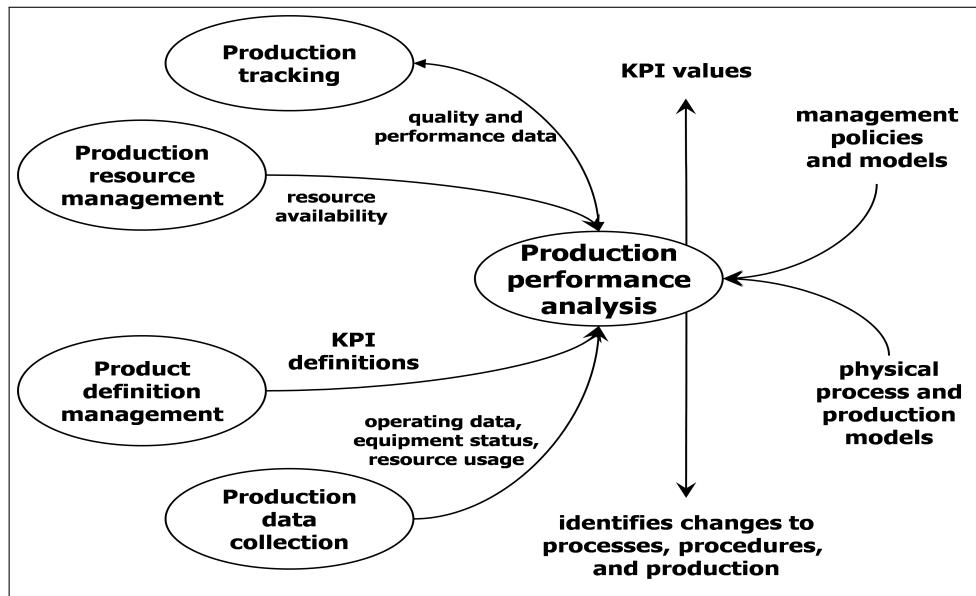 Production
tracking
KPI values
quality and
performance data
management
policies
and models
Production
resource
management
resource
availability
Production
performance
analysis
KPI
definitions
Product
definition
management
physical
process and
production
models
operating data,
equipment status,
resource usage
Production
data
collection
identifies changes to
processes, procedures,
and production